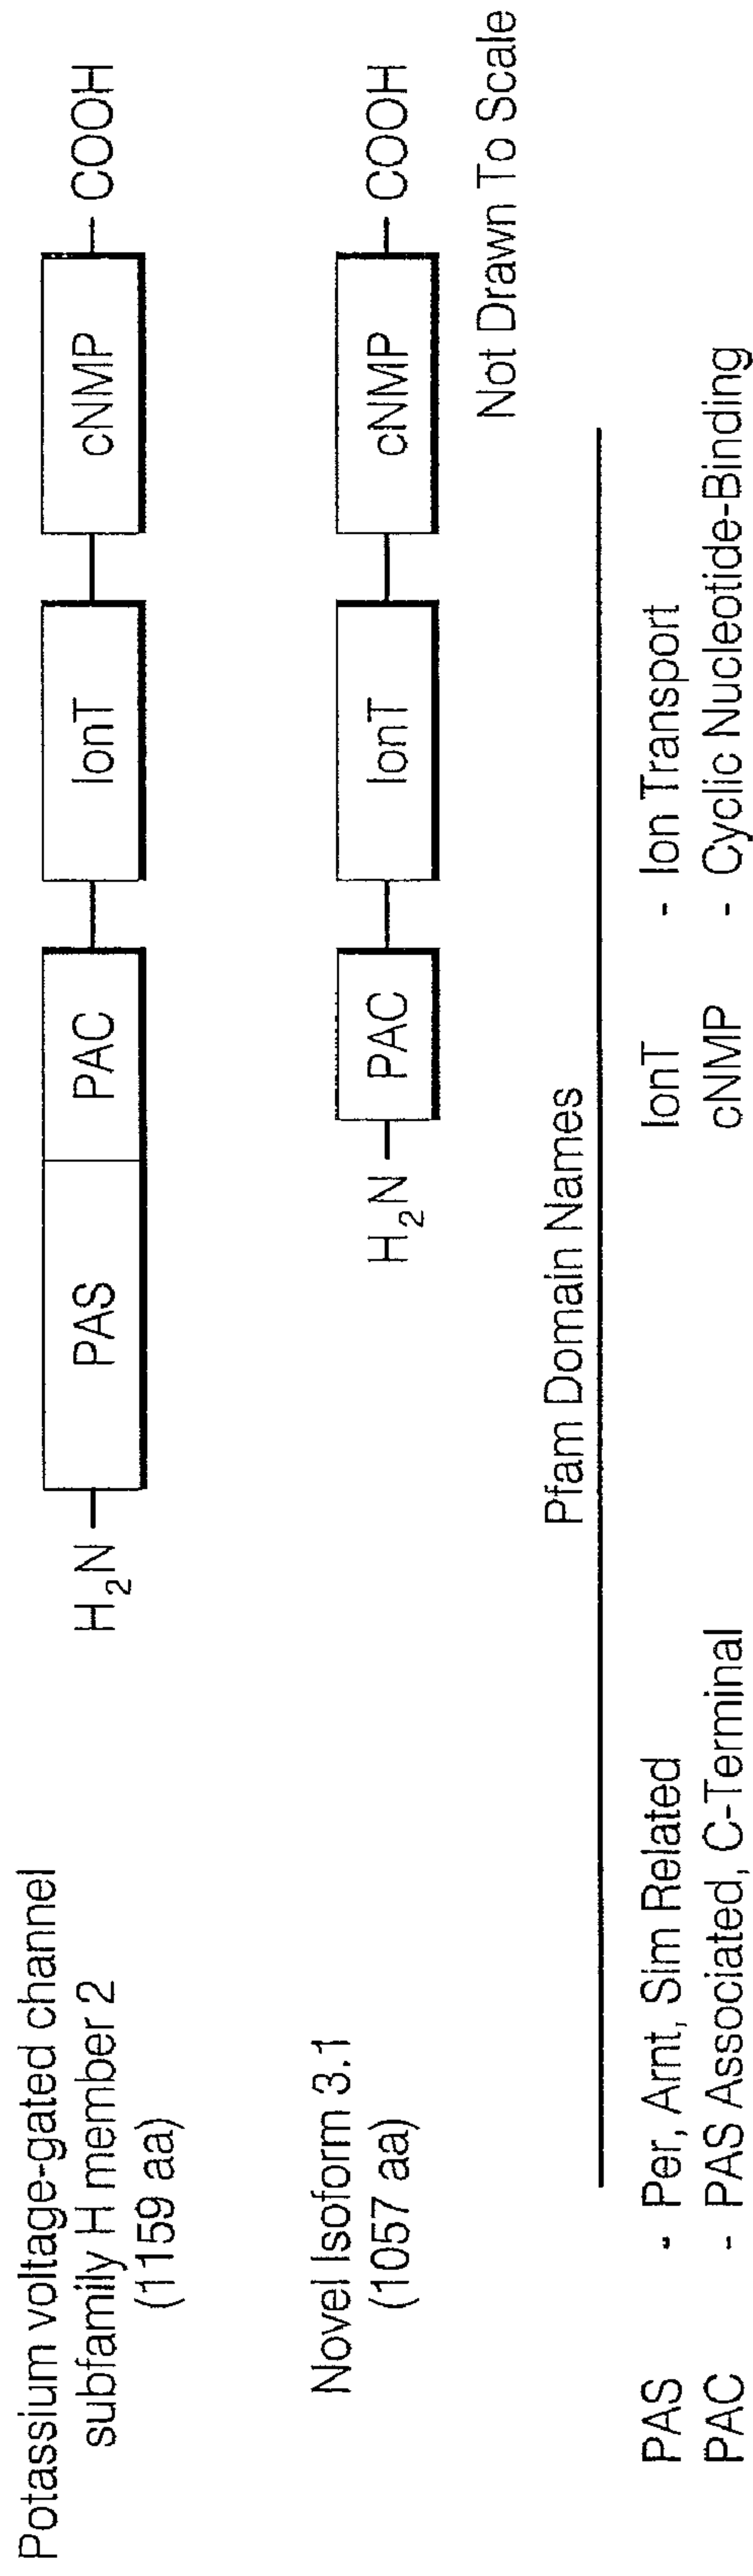 Potassium voltage-gated channel
subfamily H member 2
(1159 aa)
H₂N
PAS
PAC
IonT
cNMP
COOH
Novel Isoform 3.1
(1057 aa)
H₂N
PAC
IonT
cNMP
COOH
Not Drawn To Scale
Pfam Domain Names
PAS - Per, Arnt, Sim Related
PAC - PAS Associated, C-Terminal
IonT - Ion Transport
cNMP - Cyclic Nucleotide-Binding